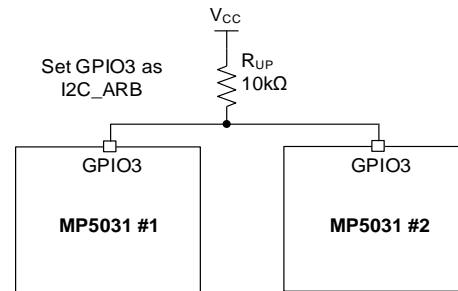 VCC
Set GPIO3 as
I2C_ARB
RUP
10kΩ
GPIO3
GPIO3
MP5031 #1
MP5031 #2